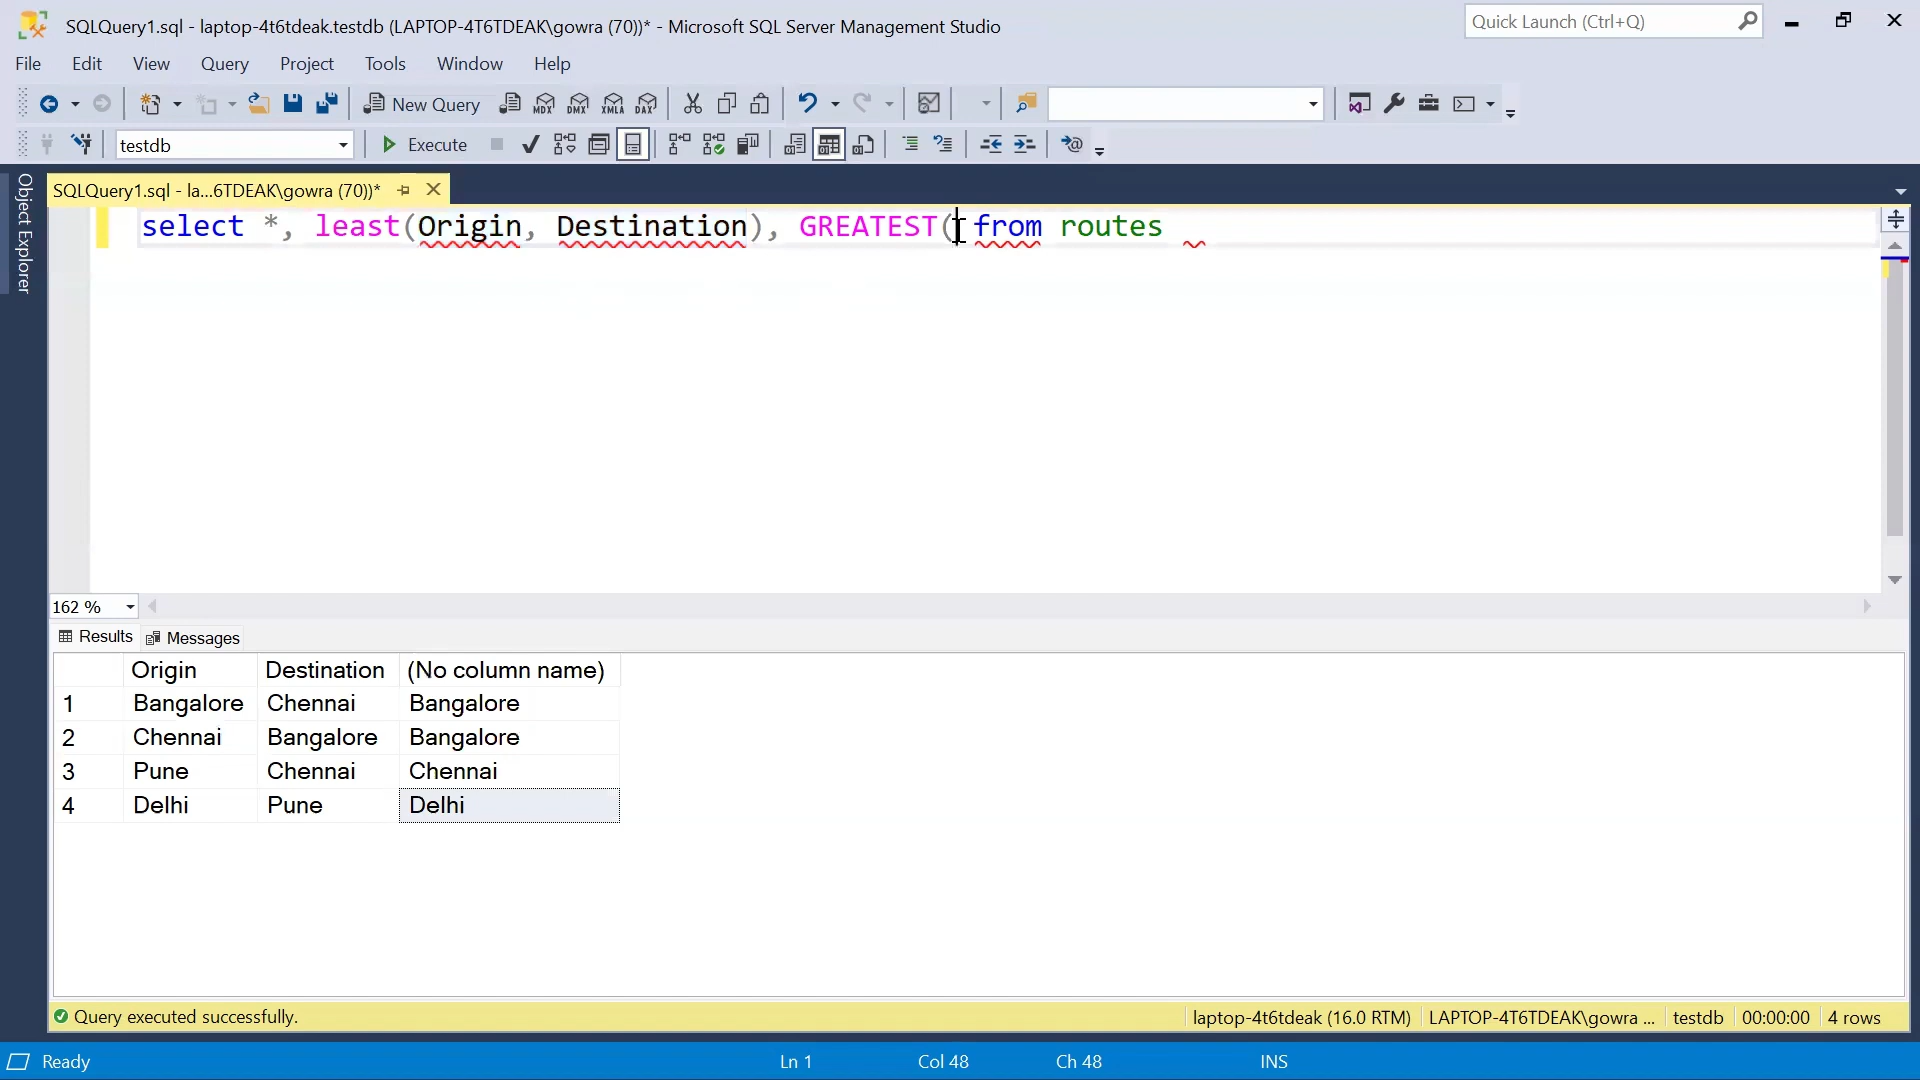 SQLQuery1.sql - laptop-4t6tdeak.testdb (LAPTOP-4T6TDEAK\gowra (70))* - Microsoft SQL Server Management Studio
Quick Launch (Ctrl+Q)
File Edit View Query Project Tools Window Help
New Query MDX DMX XMLA DAX
testdb Execute
Object Explorer
SQLQuery1.sql - la...6TDEAK\gowra (70))*
select *, least(Origin, Destination), GREATEST( from routes
162 %
Results Messages
Origin Destination (No column name)
1 Bangalore Chennai Bangalore
2 Chennai Bangalore Bangalore
3 Pune Chennai Chennai
4 Delhi Pune Delhi
Query executed successfully. laptop-4t6tdeak (16.0 RTM) LAPTOP-4T6TDEAK\gowra ... testdb 00:00:00 4 rows
Ready Ln 1 Col 48 Ch 48 INS